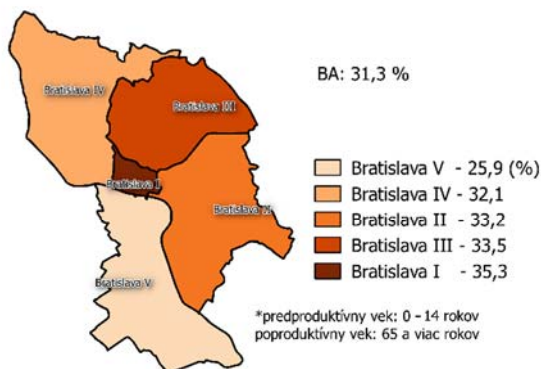 BA: 31,3 %
Bratislava IV
Bratislava III
Bratislava I
Bratislava II
Bratislava V
Bratislava V - 25,9 (%)
Bratislava IV - 32,1
Bratislava II - 33,2
Bratislava III - 33,5
Bratislava I - 35,3
*predproduktívny vek: 0 - 14 rokov
poproduktívny vek: 65 a viac rokov